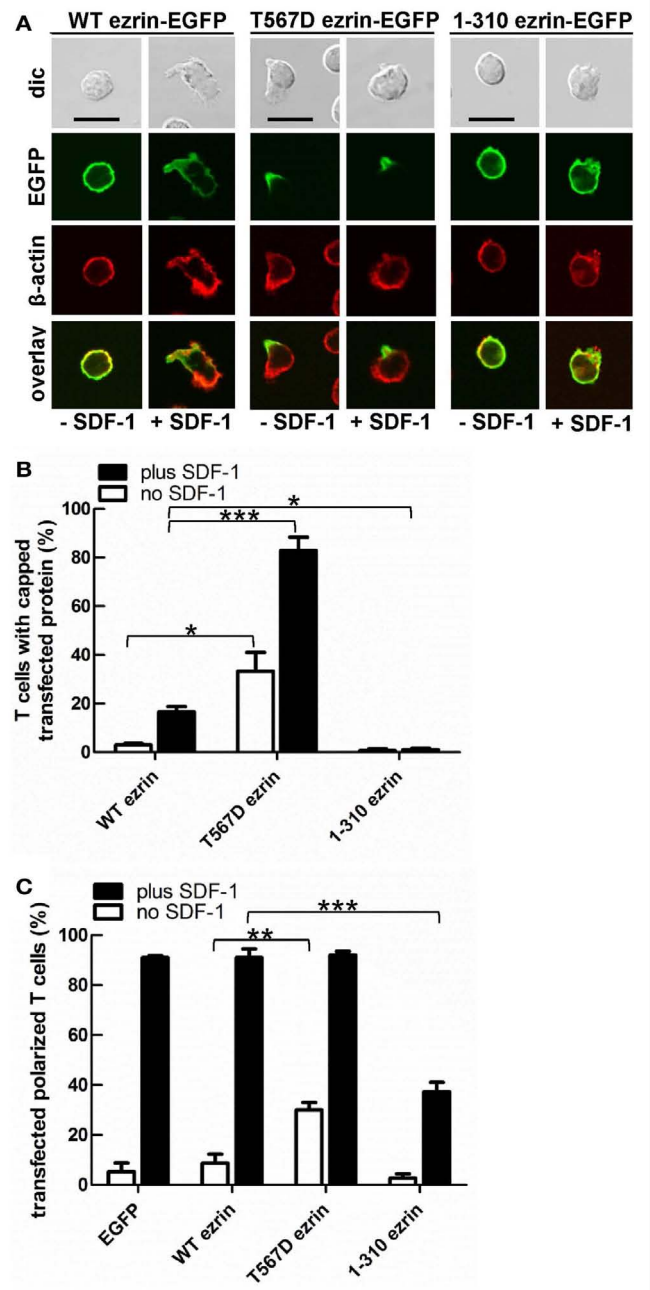 A
WT ezrin-EGFP T567D ezrin-EGFP 1-310 ezrin-EGFP
dic
EGFP
β-actin
overlay
- SDF-1 + SDF-1 - SDF-1 + SDF-1 - SDF-1 + SDF-1
B
plus SDF-1
no SDF-1
T cells with capped
transfected protein (%)
100
80
60
40
20
0
*
***
*
WT ezrin
T567D ezrin
1-310 ezrin
C
plus SDF-1
no SDF-1
transfected polarized T cells (%)
100
80
60
40
20
0
***
**
EGFP
WT ezrin
T567D ezrin
1-310 ezrin